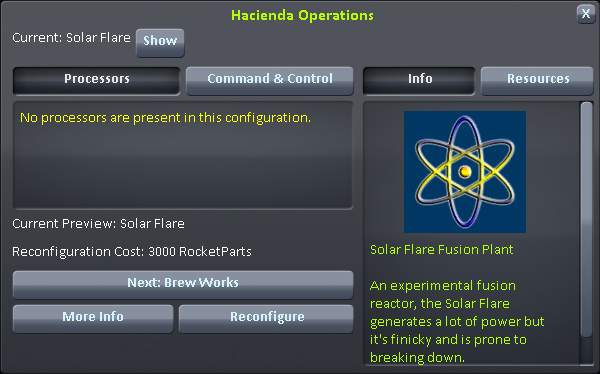 Hacienda Operations
X
Current: Solar Flare
Show
Processors
Command & Control
Info
Resources
No processors are present in this configuration.
Current Preview: Solar Flare
Reconfiguration Cost: 3000 RocketParts
Next: Brew Works
More Info
Reconfigure
Solar Flare Fusion Plant
An experimental fusion
reactor, the Solar Flare
generates a lot of power but
it's finicky and is prone to
breaking down.